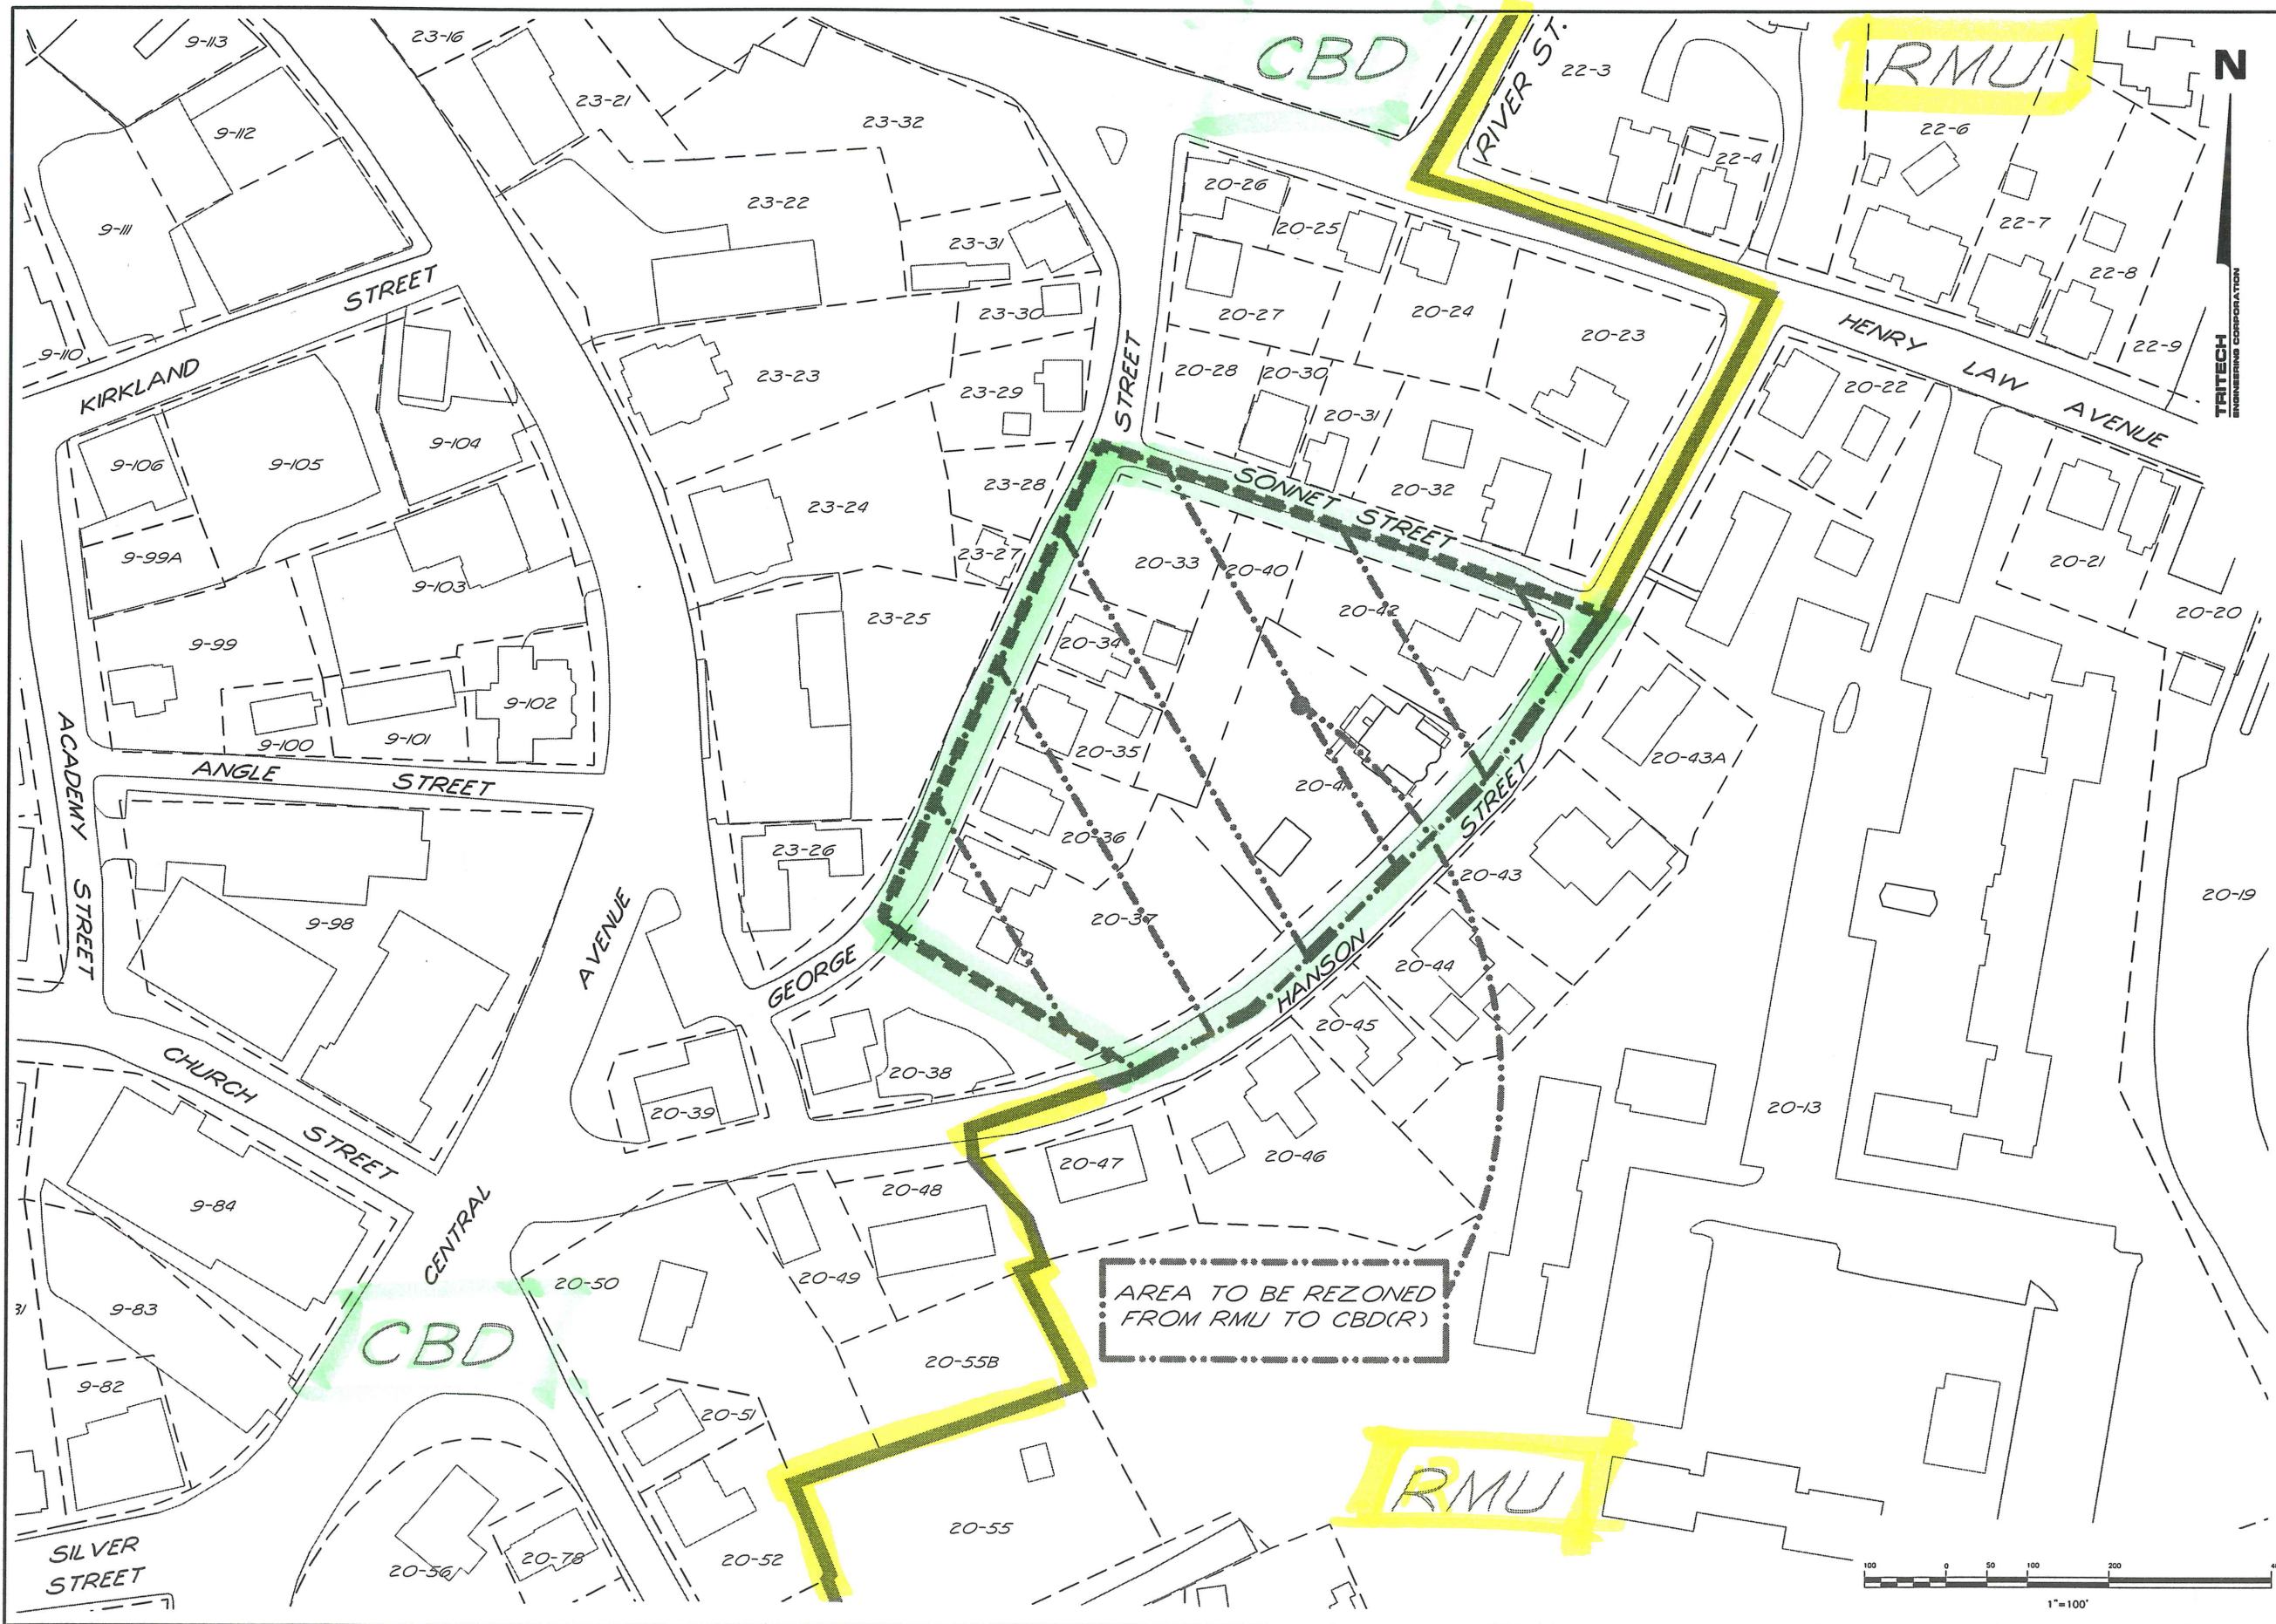 9-113
23-16
CBD
RIVER ST.
22-3
RMU
N
23-21
9-112
23-32
22-6
22-4
20-26
23-22
9-111
20-25
22-7
23-31
STREET
22-8
TRITECH
ENGINEERING CORPORATION
23-30
20-27
20-24
20-23
HENRY LAW AVENUE
22-9
9-110
KIRKLAND STREET
23-23
20-28
20-30
20-22
23-29
20-31
9-104
9-106
9-105
23-28
SONNET STREET
20-32
23-24
9-99A
23-27
20-33
20-40
20-21
9-103
20-42
20-20
23-25
9-99
20-34
9-102
20-35
20-43A
9-100
9-101
ANGLE STREET
20-41
STREET
ACADEMY STREET
20-36
23-26
20-43
20-19
9-98
20-37
AVENUE
GEORGE
HANSON
20-44
20-45
CHURCH STREET
20-38
20-39
20-13
20-47
20-46
20-48
9-84
CENTRAL
20-50
20-49
AREA TO BE REZONED
FROM RMU TO CBD(R)
9-83
CBD
20-55B
9-82
20-51
RMU
20-55
SILVER
STREET
20-56
20-78
20-52
100 0 50 100 200
1"=100'